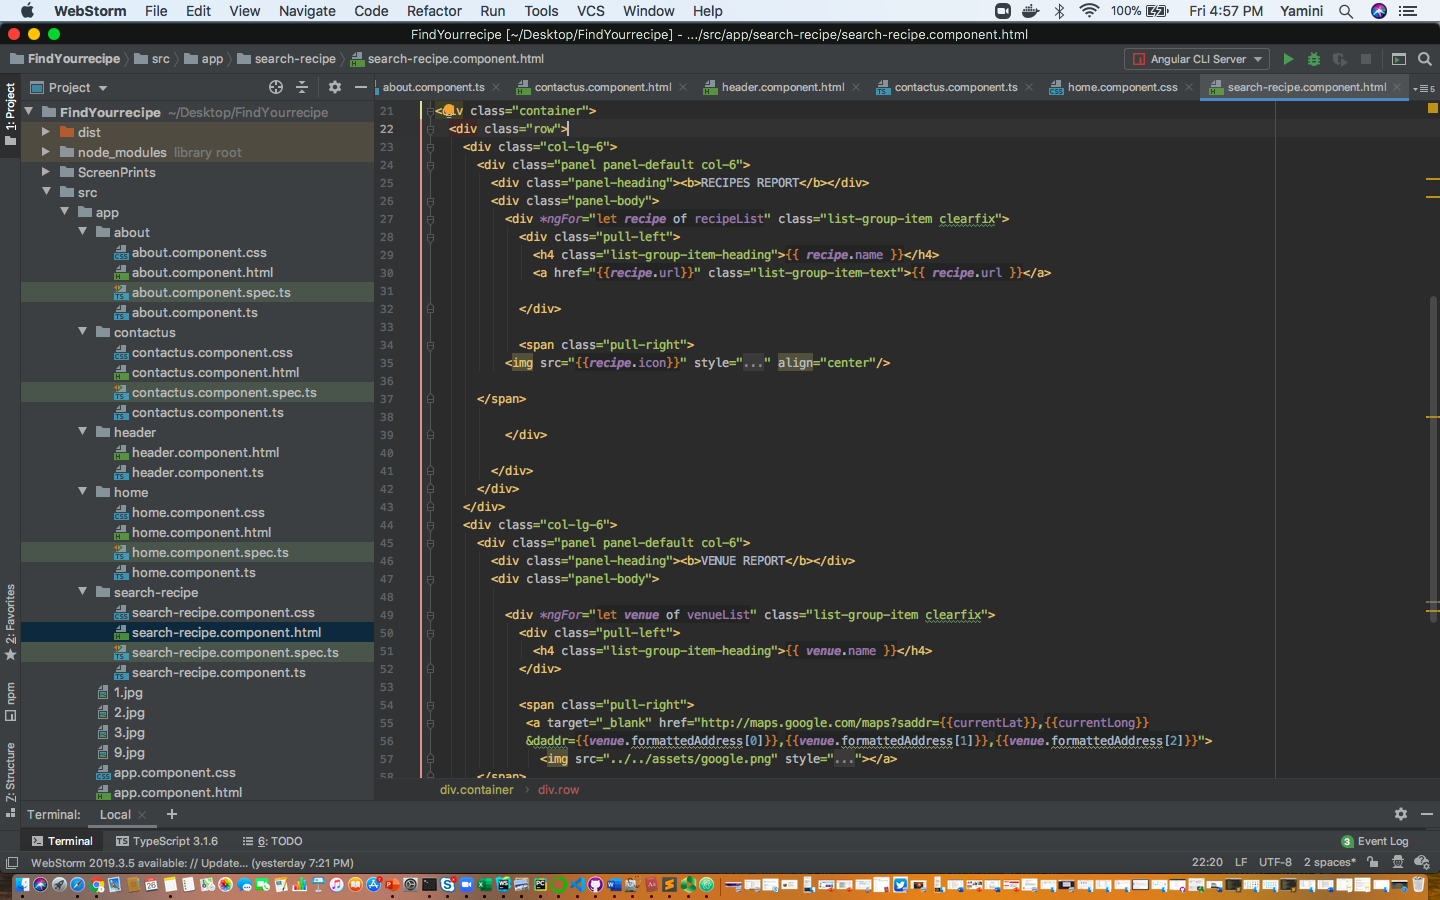 WebStorm File Edit View Navigate Code Refactor Run Tools VCS Window Help 100% Fri 4:57 PM Yamini
FindYourrecipe [~/Desktop/FindYourrecipe] - .../src/app/search-recipe/search-recipe.component.html
FindYourrecipe src app search-recipe search-recipe.component.html Angular CLI Server
Project about.component.ts contactus.component.html header.component.html contactus.component.ts home.component.css search-recipe.component.html 5
1: Project
2: Favorites
npm
Z: Structure
FindYourrecipe ~/Desktop/FindYourrecipe
dist
node_modules library root
ScreenPrints
src
app
about
about.component.css
about.component.html
about.component.spec.ts
about.component.ts
contactus
contactus.component.css
contactus.component.html
contactus.component.spec.ts
contactus.component.ts
header
header.component.html
header.component.ts
home
home.component.css
home.component.html
home.component.spec.ts
home.component.ts
search-recipe
search-recipe.component.css
search-recipe.component.html
search-recipe.component.spec.ts
search-recipe.component.ts
1.jpg
2.jpg
3.jpg
9.jpg
app.component.css
app.component.html
21 <div class="container">
22 <div class="row">
23 <div class="col-lg-6">
24 <div class="panel panel-default col-6">
25 <div class="panel-heading"><b>RECIPES REPORT</b></div>
26 <div class="panel-body">
27 <div *ngFor="let recipe of recipeList" class="list-group-item clearfix">
28 <div class="pull-left">
29 <h4 class="list-group-item-heading">{{ recipe.name }}</h4>
30 <a href="{{recipe.url}}" class="list-group-item-text">{{ recipe.url }}</a>
31
32 </div>
33
34 <span class="pull-right">
35 <img src="{{recipe.icon}}" style="..." align="center"/>
36
37 </span>
38
39 </div>
40
41 </div>
42 </div>
43 </div>
44 <div class="col-lg-6">
45 <div class="panel panel-default col-6">
46 <div class="panel-heading"><b>VENUE REPORT</b></div>
47 <div class="panel-body">
48
49 <div *ngFor="let venue of venueList" class="list-group-item clearfix">
50 <div class="pull-left">
51 <h4 class="list-group-item-heading">{{ venue.name }}</h4>
52 </div>
53
54 <span class="pull-right">
55 <a target="_blank" href="http://maps.google.com/maps?saddr={{currentLat}},{{currentLong}}
56 &daddr={{venue.formattedAddress[0]}},{{venue.formattedAddress[1]}},{{venue.formattedAddress[2]}}">
57 <img src="../../assets/google.png" style="..."></a>
58 </span>
div.container div.row
Terminal: Local
Terminal TypeScript 3.1.6 6: TODO 3 Event Log
WebStorm 2019.3.5 available: // Update... (yesterday 7:21 PM) 22:20 LF UTF-8 2 spaces*